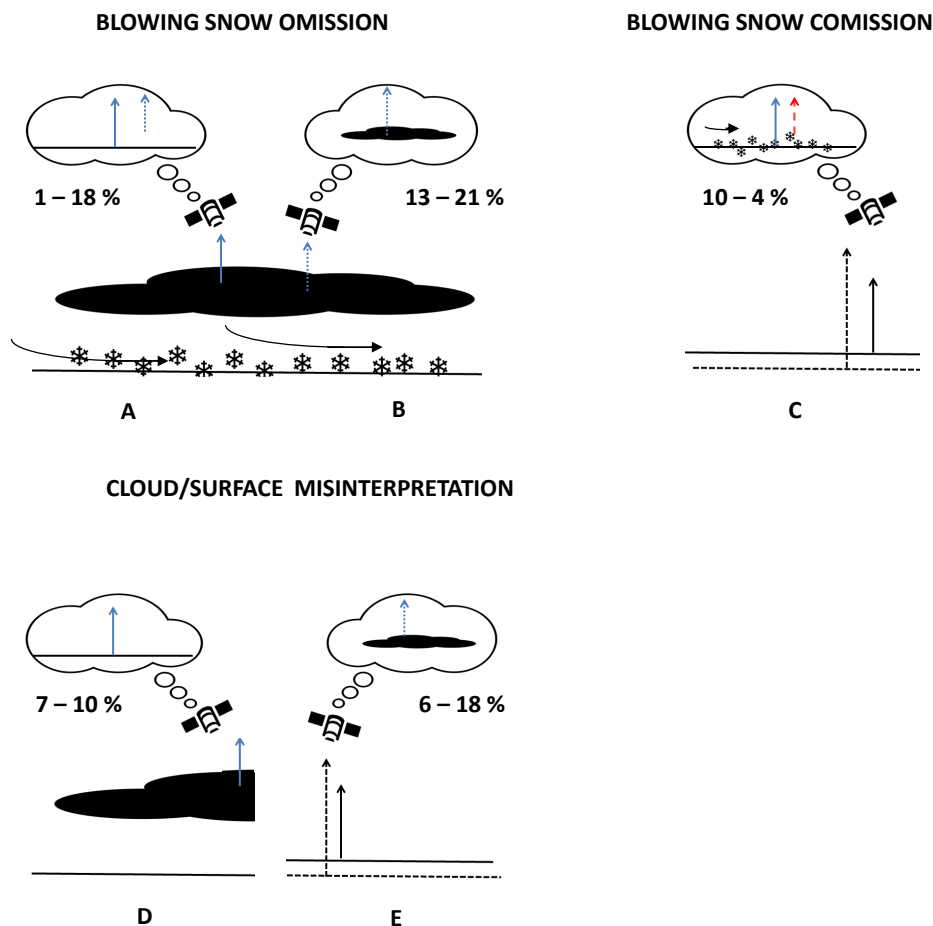 BLOWING SNOW OMISSION
BLOWING SNOW COMISSION
1 – 18 %
13 – 21 %
10 – 4 %
A
B
C
CLOUD/SURFACE MISINTERPRETATION
7 – 10 %
6 – 18 %
D
E